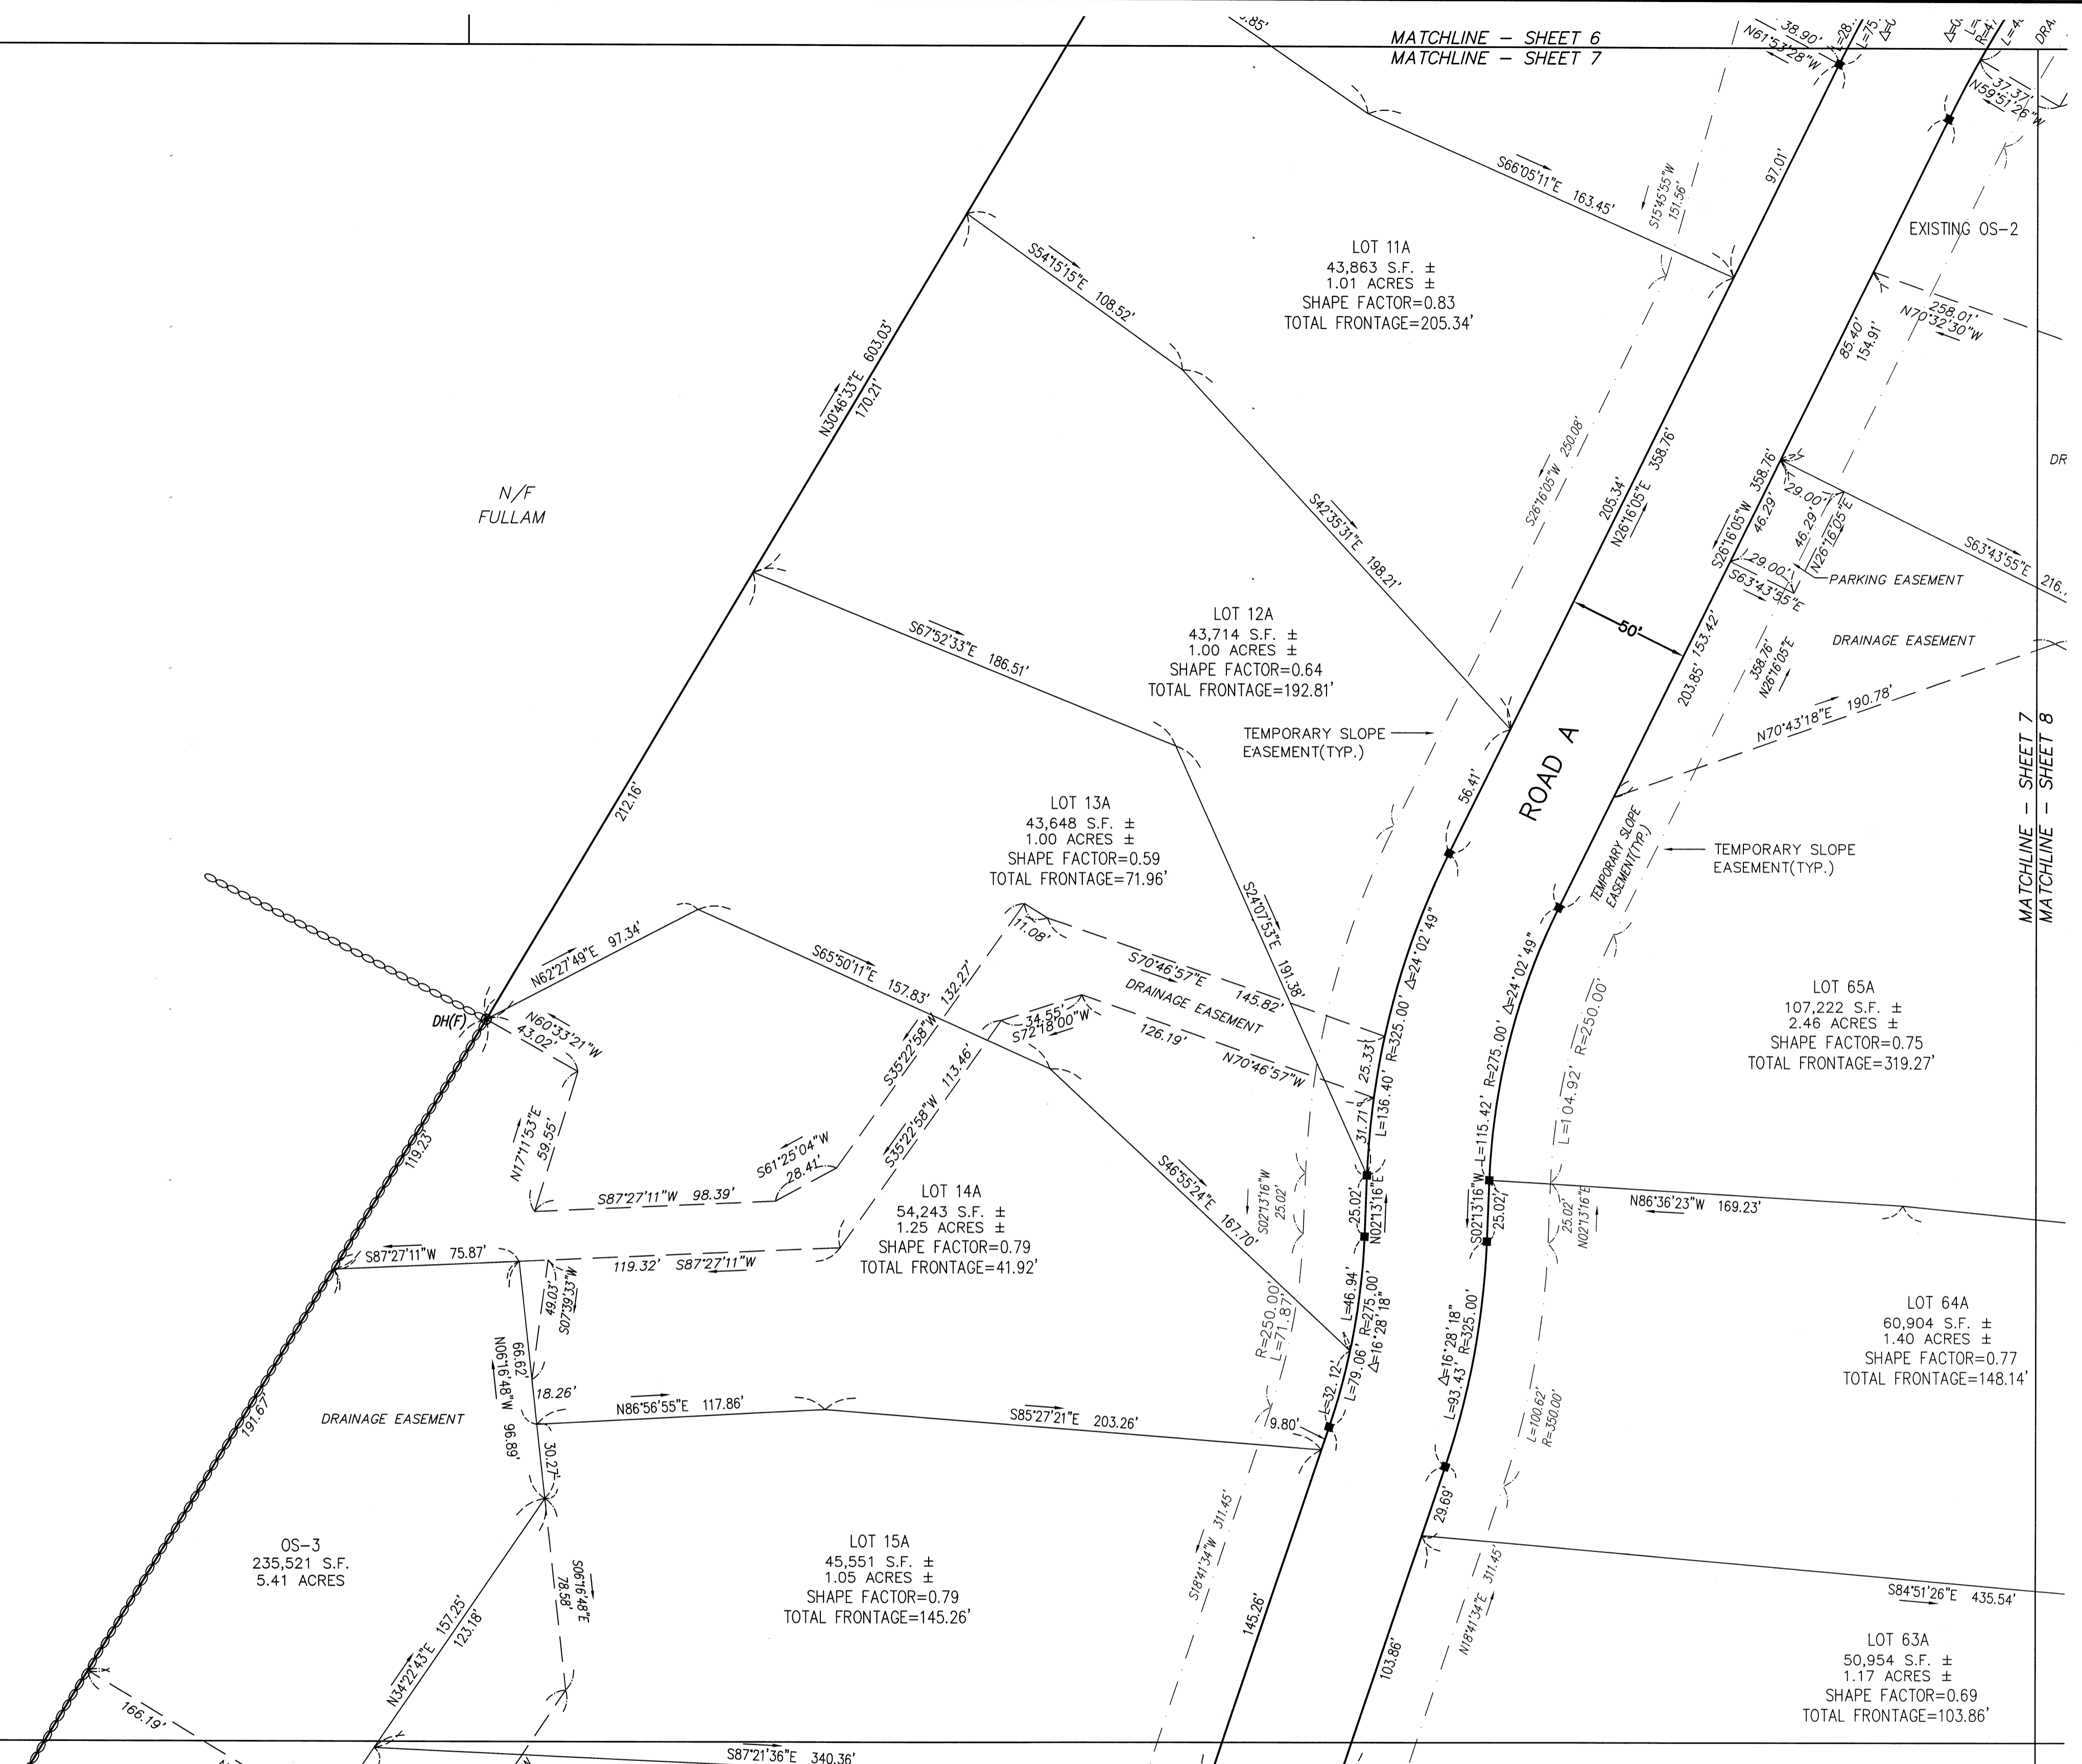 MATCHLINE – SHEET 6
MATCHLINE – SHEET 7
38.90'
N61°53'28"W
37.37'
N59°51'26"W
97.01'
S66°05'11"E 163.45'
S15°45'55"W
151.56'
EXISTING OS-2
LOT 11A
43,863 S.F. ±
1.01 ACRES ±
SHAPE FACTOR=0.83
TOTAL FRONTAGE=205.34'
S54°15'15"E 108.52'
258.01'
N70°32'30"W
85.40'
154.91'
N30°46'33"E 603.03'
170.21'
N/F
FULLAM
S26°16'05"W 250.08'
205.34'
N26°16'05"E 358.76'
S42°35'31"E 198.21'
S26°16'05"W 358.76'
46.29'
29.00'
46.29'
N26°16'05"E
29.00'
S63°43'55"E
S63°43'55"E
PARKING EASEMENT
DRAINAGE EASEMENT
50'
LOT 12A
43,714 S.F. ±
1.00 ACRES ±
SHAPE FACTOR=0.64
TOTAL FRONTAGE=192.81'
S67°52'33"E 186.51'
203.85' 153.42'
358.76'
N26°16'05"E
N70°43'18"E 190.78'
TEMPORARY SLOPE
EASEMENT(TYP.)
ROAD A
56.41'
MATCHLINE – SHEET 7
MATCHLINE – SHEET 8
212.16'
LOT 13A
43,648 S.F. ±
1.00 ACRES ±
SHAPE FACTOR=0.59
TOTAL FRONTAGE=71.96'
TEMPORARY SLOPE
EASEMENT(TYP.)
TEMPORARY SLOPE
EASEMENT(TYP.)
S24°07'53"E 191.38'
N62°27'49"E 97.34'
S65°50'11"E 157.83'
11.08'
S70°46'57"E 145.82'
DRAINAGE EASEMENT
126.19' N70°46'57"W
34.55'
S72°18'00"W
S35°22'58"W 132.27'
S35°22'58"W 113.46'
DH(F)
N60°33'21"W
43.02'
25.33'
31.71'
L=136.40' R=325.00' Δ=24°02'49"
L=115.42' R=275.00' Δ=24°02'49"
L=104.92' R=250.00'
LOT 65A
107,222 S.F. ±
2.46 ACRES ±
SHAPE FACTOR=0.75
TOTAL FRONTAGE=319.27'
119.23'
N17°11'53"E
59.55'
S61°25'04"W
28.41'
S87°27'11"W 98.39'
LOT 14A
54,243 S.F. ±
1.25 ACRES ±
SHAPE FACTOR=0.79
TOTAL FRONTAGE=41.92'
S46°55'24"E 167.70'
S02°13'16"W
25.02'
25.02'
N02°13'16"E
S02°13'16"W
25.02'
25.02'
N02°13'16"E
N86°36'23"W 169.23'
S87°27'11"W 75.87'
119.32' S87°27'11"W
49.03'
S07°39'33"W
R=250.00'
L=71.87'
L=46.94'
L=32.12'
L=79.06' R=275.00'
Δ=16°28'18"
Δ=16°28'18"
L=93.43' R=325.00'
L=100.62'
R=350.00'
LOT 64A
60,904 S.F. ±
1.40 ACRES ±
SHAPE FACTOR=0.77
TOTAL FRONTAGE=148.14'
66.62'
N06°16'48"W 96.89'
18.26'
N86°56'55"E 117.86'
S85°27'21"E 203.26'
9.80'
30.27'
191.67'
DRAINAGE EASEMENT
29.69'
S18°41'34"W 311.45'
OS-3
235,521 S.F.
5.41 ACRES
LOT 15A
45,551 S.F. ±
1.05 ACRES ±
SHAPE FACTOR=0.79
TOTAL FRONTAGE=145.26'
S06°16'48"E
78.58'
145.26'
N18°41'34"E 311.45'
S84°51'26"E 435.54'
N34°22'43"E 157.25'
123.18'
103.86'
LOT 63A
50,954 S.F. ±
1.17 ACRES ±
SHAPE FACTOR=0.69
TOTAL FRONTAGE=103.86'
166.19'
S87°21'36"E 340.36'